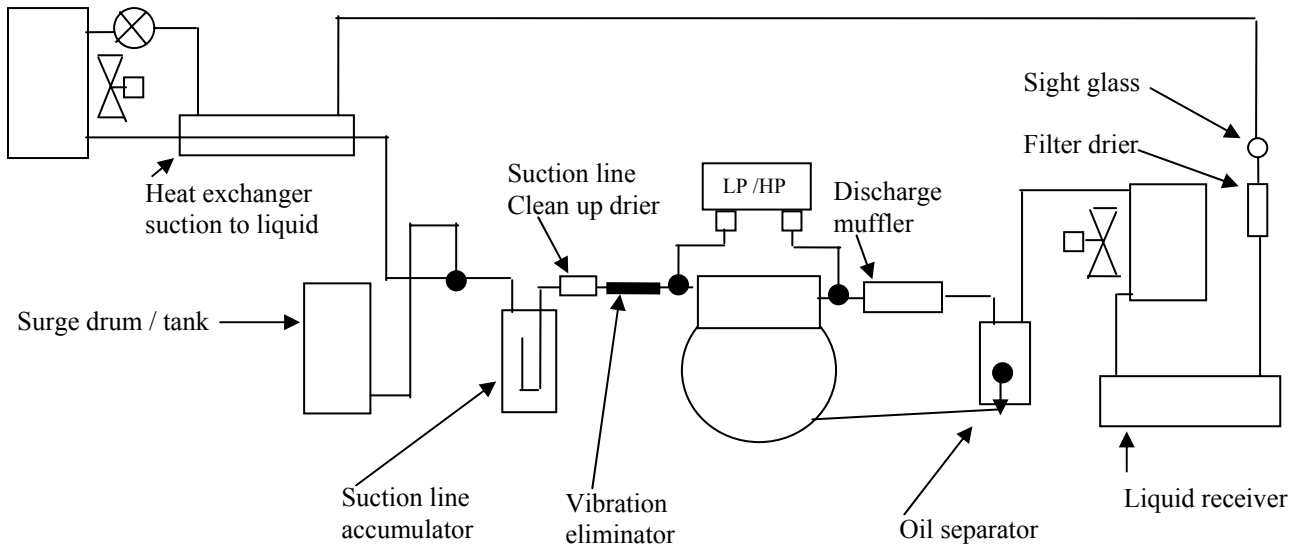 Sight glass
Filter drier
Heat exchanger
suction to liquid
Suction line
Clean up drier
LP /HP
Discharge
muffler
Surge drum / tank
Suction line
accumulator
Vibration
eliminator
Oil separator
Liquid receiver